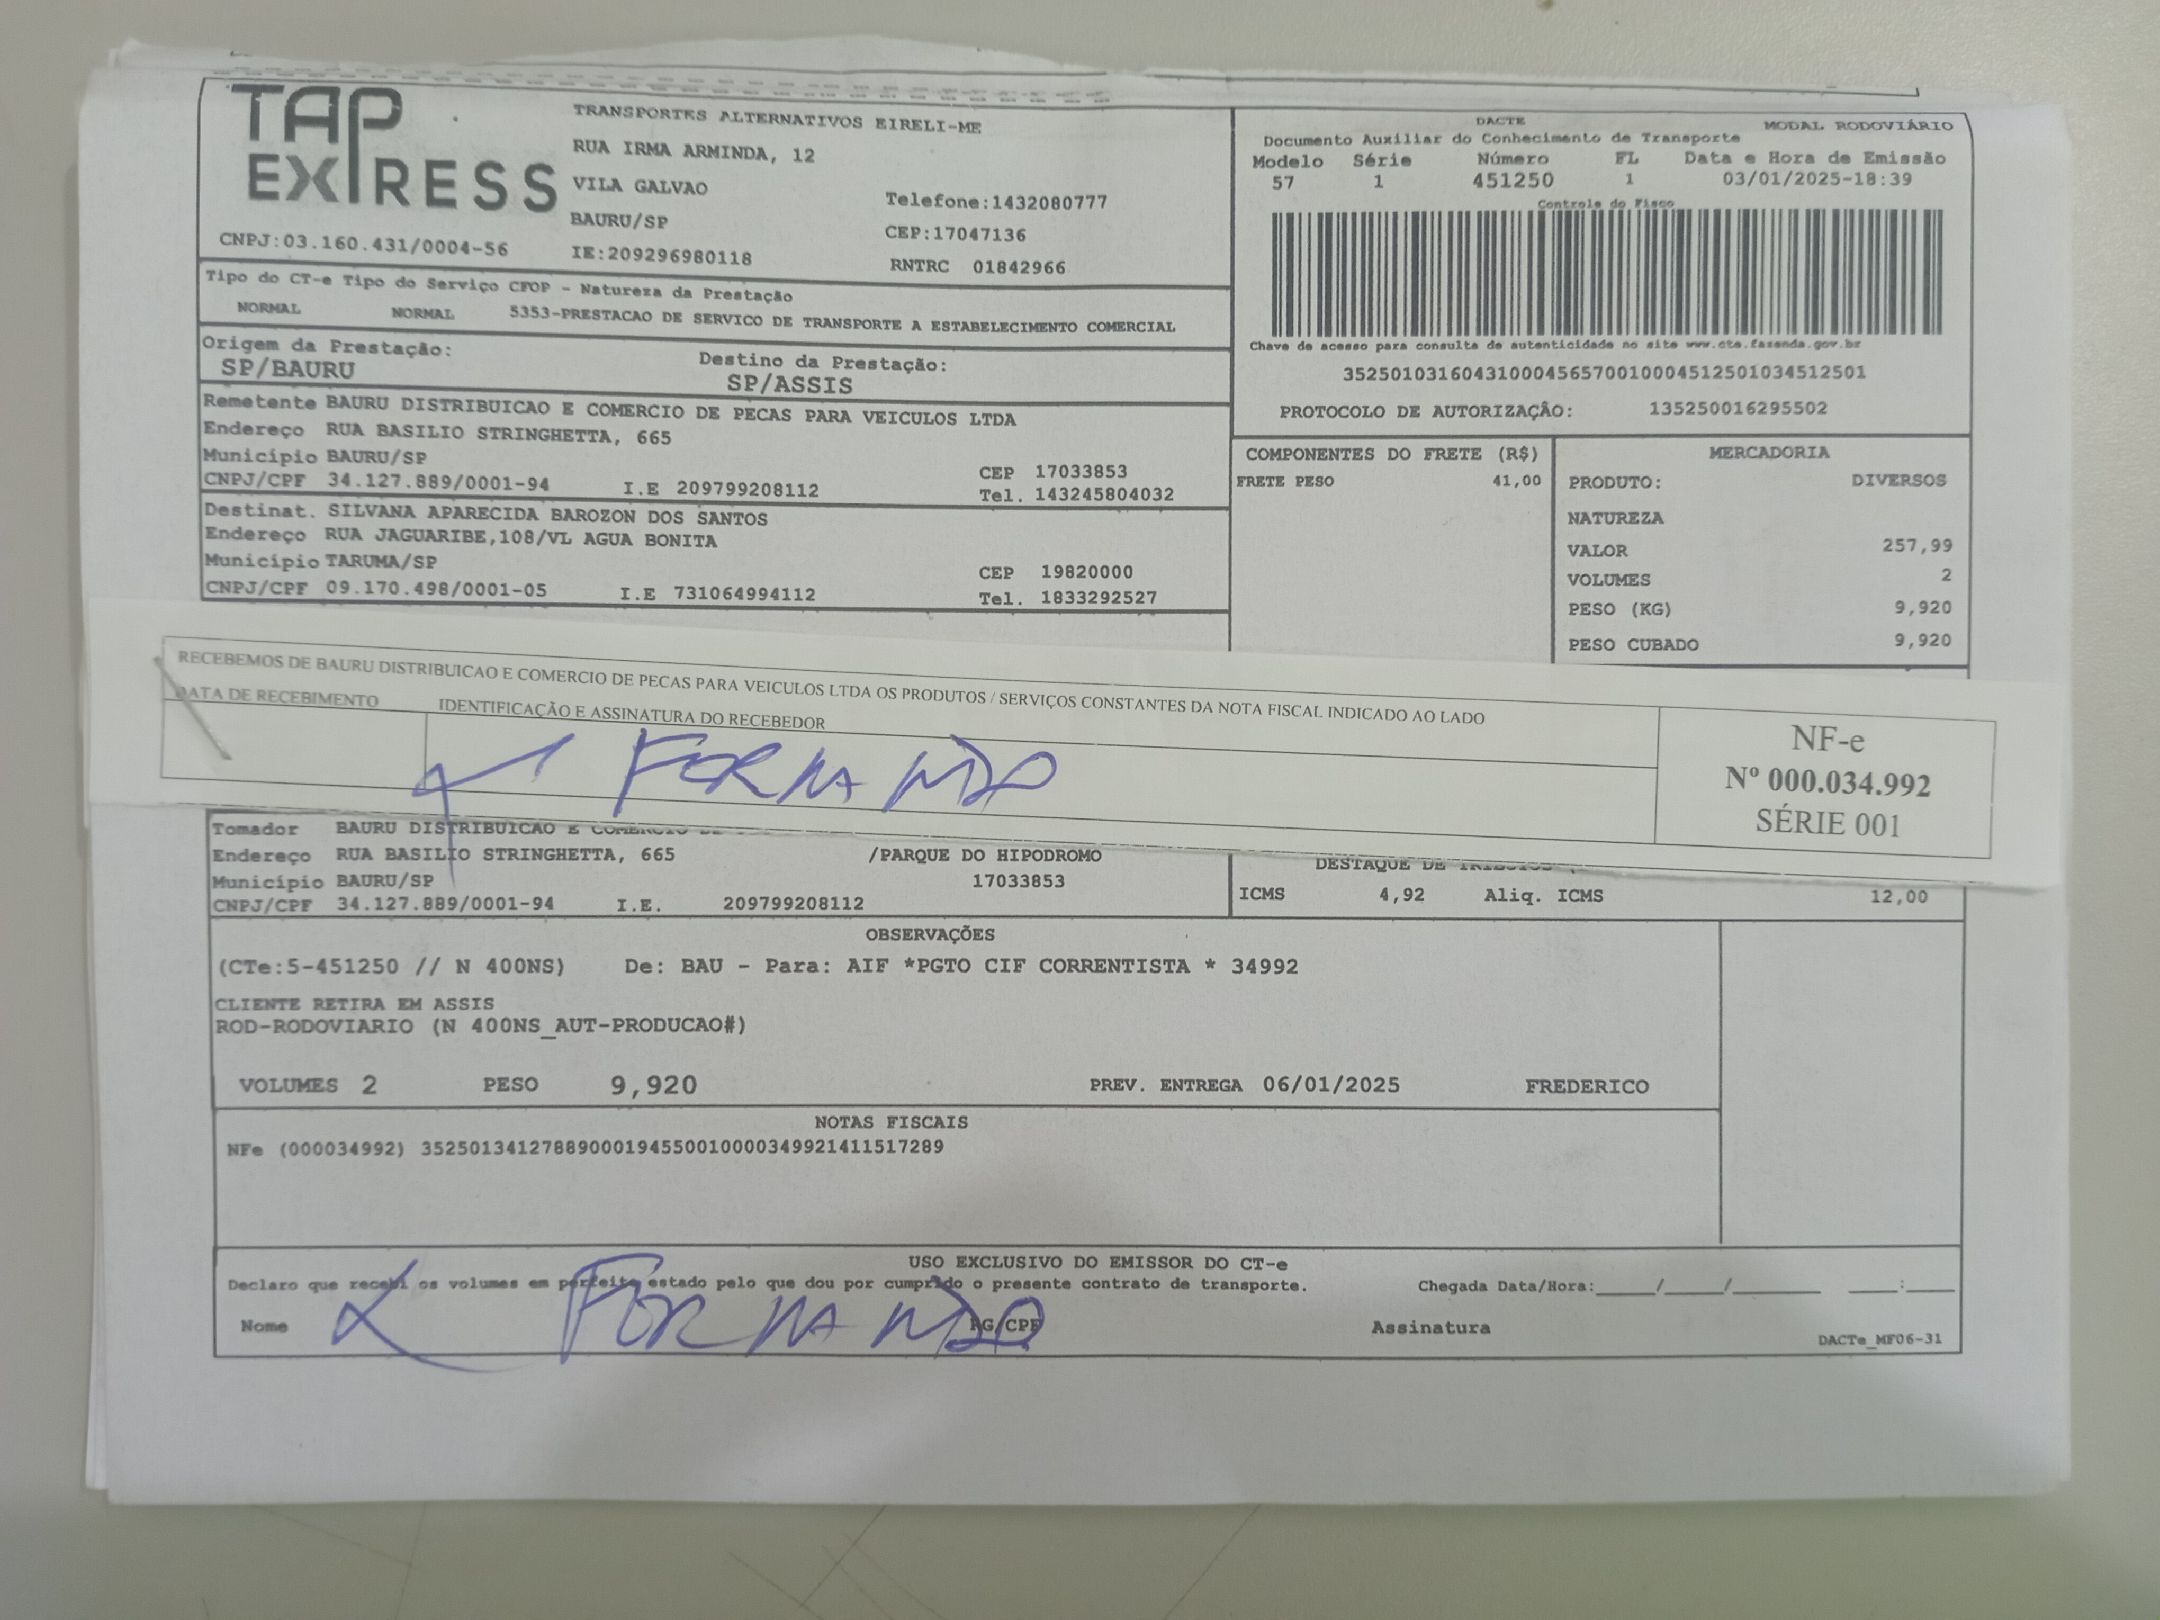 TAP EXPRESS
TRANSPORTES ALTERNATIVOS EIRELI-ME
RUA IRMA ARMINDA, 12
VILA GALVAO Telefone:1432080777
BAURU/SP CEP:17047136
CNPJ:03.160.431/0004-56 IE:209296980118 RNTRC 01842966
DACTE MODAL RODOVIÁRIO
Documento Auxiliar do Conhecimento de Transporte
Modelo Série Número FL Data e Hora de Emissão
57 1 451250 1 03/01/2025-18:39
Controle do Fisco
Chave de acesso para consulta de autenticidade no site www.cte.fazenda.gov.br
35250103160431000456570010004512501034512501
PROTOCOLO DE AUTORIZAÇÃO: 135250016295502
Tipo do CT-e Tipo do Serviço CFOP - Natureza da Prestação
NORMAL NORMAL 5353-PRESTACAO DE SERVICO DE TRANSPORTE A ESTABELECIMENTO COMERCIAL
Origem da Prestação: Destino da Prestação:
SP/BAURU SP/ASSIS
Remetente BAURU DISTRIBUICAO E COMERCIO DE PECAS PARA VEICULOS LTDA
Endereço RUA BASILIO STRINGHETTA, 665
Município BAURU/SP CEP 17033853
CNPJ/CPF 34.127.889/0001-94 I.E 209799208112 Tel. 143245804032
Destinat. SILVANA APARECIDA BAROZON DOS SANTOS
Endereço RUA JAGUARIBE,108/VL AGUA BONITA
Município TARUMA/SP CEP 19820000
CNPJ/CPF 09.170.498/0001-05 I.E 731064994112 Tel. 1833292527
COMPONENTES DO FRETE (R$)
FRETE PESO 41,00
MERCADORIA
PRODUTO: DIVERSOS
NATUREZA
VALOR 257,99
VOLUMES 2
PESO (KG) 9,920
PESO CUBADO 9,920
RECEBEMOS DE BAURU DISTRIBUICAO E COMERCIO DE PECAS PARA VEICULOS LTDA OS PRODUTOS / SERVIÇOS CONSTANTES DA NOTA FISCAL INDICADO AO LADO
DATA DE RECEBIMENTO IDENTIFICAÇÃO E ASSINATURA DO RECEBEDOR
NF-e
Nº 000.034.992
SÉRIE 001
Tomador BAURU DISTRIBUICAO E COMERCIO DE
Endereço RUA BASILIO STRINGHETTA, 665 /PARQUE DO HIPODROMO
Município BAURU/SP 17033853
CNPJ/CPF 34.127.889/0001-94 I.E. 209799208112
DESTAQUE DE
ICMS 4,92 Aliq. ICMS 12,00
OBSERVAÇÕES
(CTe:5-451250 // N 400NS) De: BAU - Para: AIF *PGTO CIF CORRENTISTA * 34992
CLIENTE RETIRA EM ASSIS
ROD-RODOVIARIO (N 400NS_AUT-PRODUCAO#)
VOLUMES 2 PESO 9,920 PREV. ENTREGA 06/01/2025 FREDERICO
NOTAS FISCAIS
NFe (000034992) 35250134127889000194550010000349921411517289
USO EXCLUSIVO DO EMISSOR DO CT-e
Declaro que recebi os volumes em perfeito estado pelo que dou por cumprido o presente contrato de transporte. Chegada Data/Hora:_____/_____/________ ____:____
Nome RG/CPF Assinatura DACTe_MF06-31